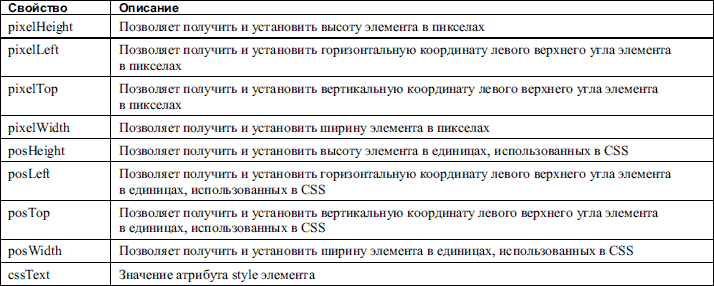 Свойство Описание
pixelHeight Позволяет получить и установить высоту элемента в пикселах
pixelLeft Позволяет получить и установить горизонтальную координату левого верхнего угла элемента
в пикселах
pixelTop Позволяет получить и установить вертикальную координату левого верхнего угла элемента
в пикселах
pixelWidth Позволяет получить и установить ширину элемента в пикселах
posHeight Позволяет получить и установить высоту элемента в единицах, использованных в CSS
posLeft Позволяет получить и установить горизонтальную координату левого верхнего угла элемента
в единицах, использованных в CSS
posTop Позволяет получить и установить вертикальную координату левого верхнего угла элемента
в единицах, использованных в CSS
posWidth Позволяет получить и установить ширину элемента в единицах, использованных в CSS
cssText Значение атрибута style элемента